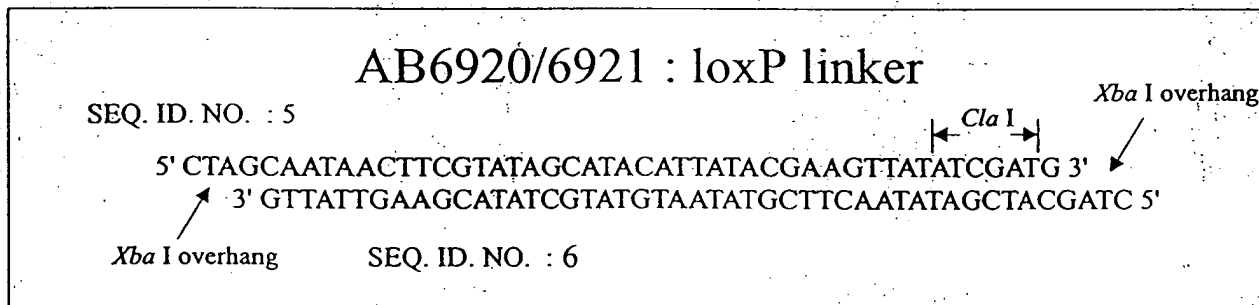 AB6920/6921 : loxP linker
Xba I overhang
SEQ. ID. NO. : 5
Cla I
5' CTAGCAATAACTTCGTATAGCATACATTATACGAAGTTATATCGATG 3'
3' GTTATTGAAGCATATCGTATGTAATATGCTTCAATATAGCTACGATC 5'
Xba I overhang
SEQ. ID. NO. : 6